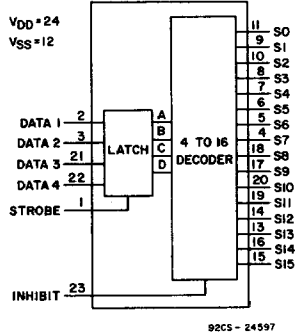 VDD=24
VSS=12
DATA 1 2
DATA 2 3
DATA 3 21
DATA 4 22
STROBE 1
INHIBIT 23
LATCH
A
B
C
D
4 TO 16
DECODER
11 S0
9 S1
10 S2
8 S3
7 S4
6 S5
5 S6
4 S7
18 S8
17 S9
20 S10
19 S11
14 S12
13 S13
16 S14
15 S15
92CS-24597